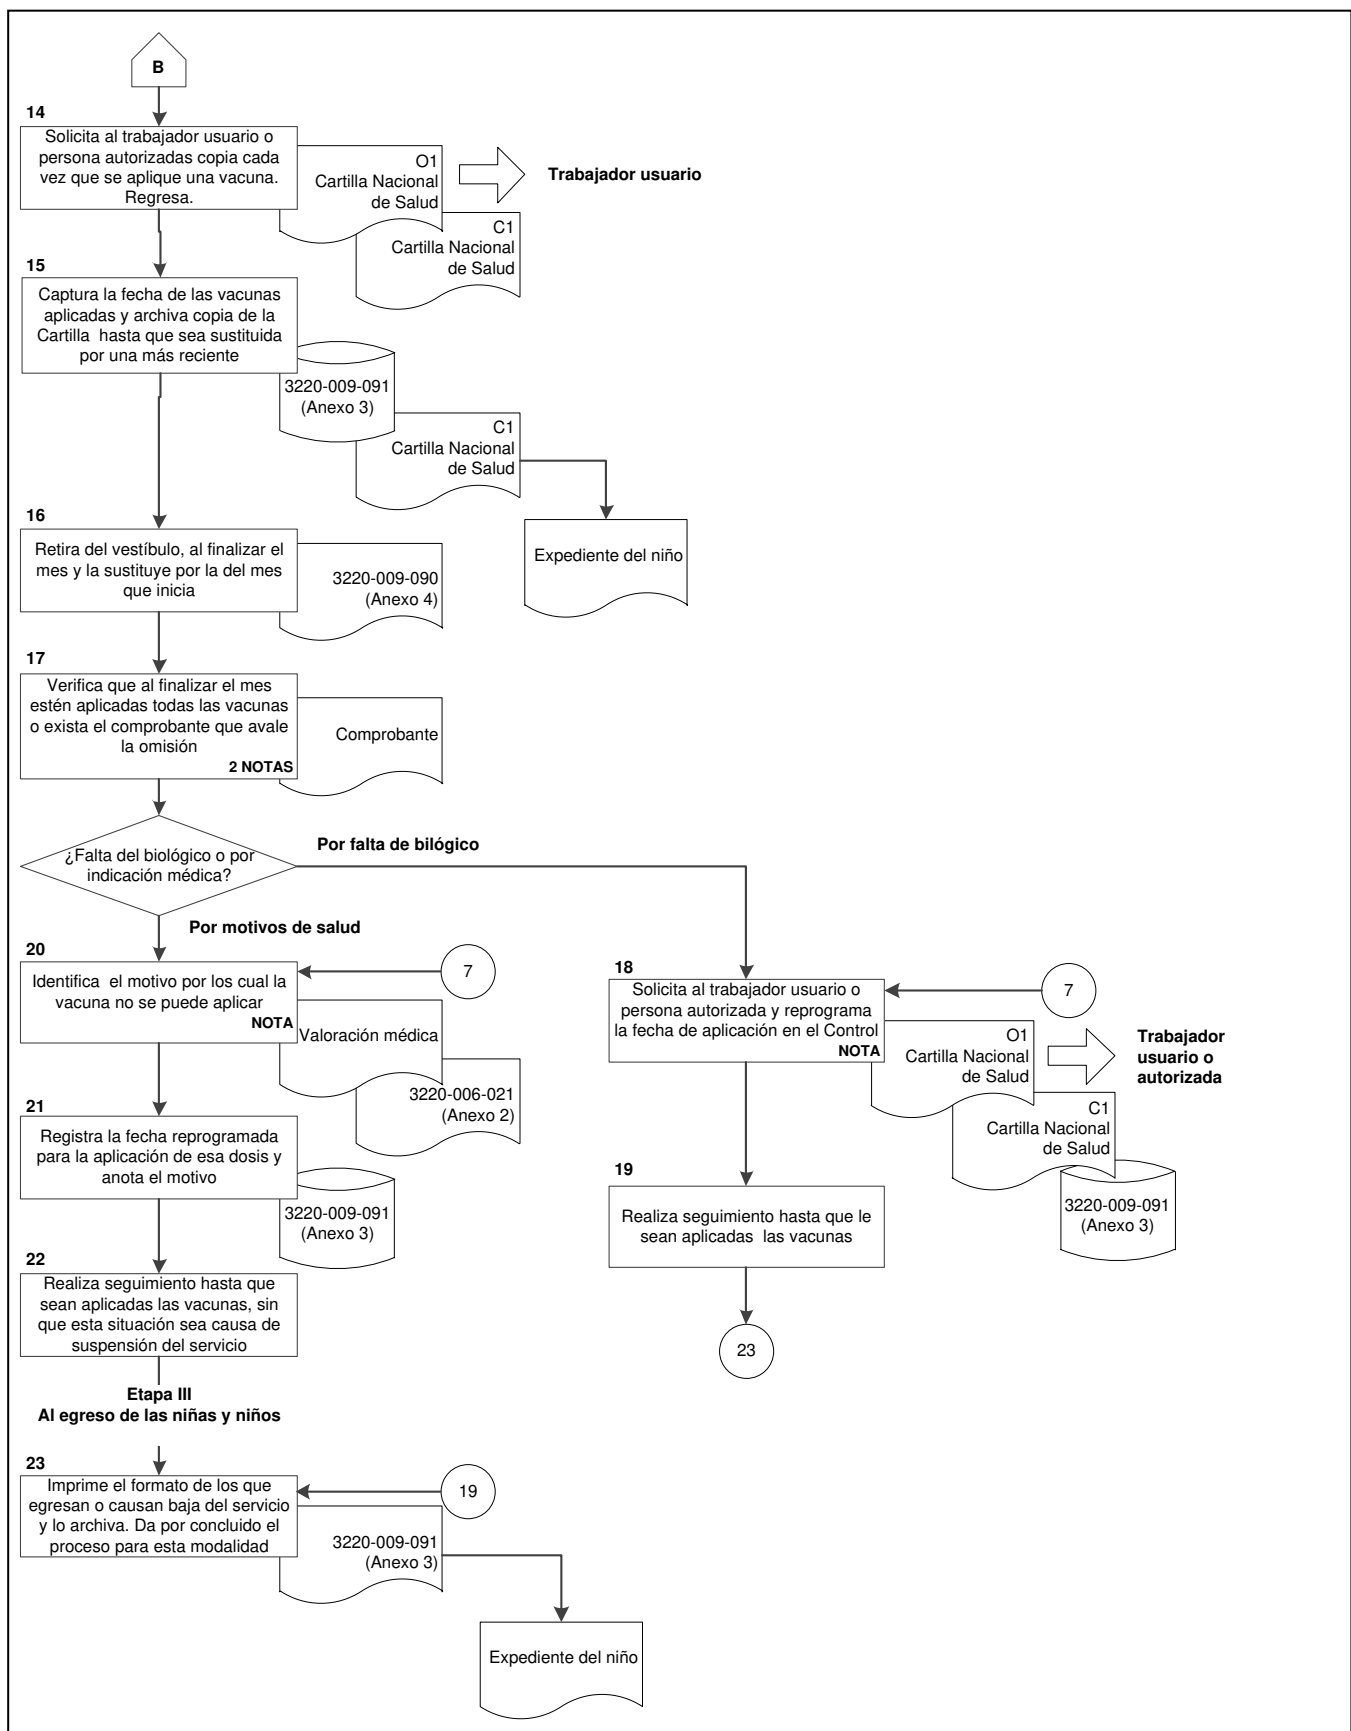 B
14
Solicita al trabajador usuario o
persona autorizadas copia cada
vez que se aplique una vacuna.
Regresa.
O1
Cartilla Nacional
de Salud
Trabajador usuario
C1
Cartilla Nacional
de Salud
15
Captura la fecha de las vacunas
aplicadas y archiva copia de la
Cartilla hasta que sea sustituida
por una más reciente
3220-009-091
(Anexo 3)
C1
Cartilla Nacional
de Salud
Expediente del niño
16
Retira del vestíbulo, al finalizar el
mes y la sustituye por la del mes
que inicia
3220-009-090
(Anexo 4)
17
Verifica que al finalizar el mes
estén aplicadas todas las vacunas
o exista el comprobante que avale
la omisión
2 NOTAS
Comprobante
¿Falta del biológico o por
indicación médica?
Por falta de bilógico
Por motivos de salud
20
Identifica el motivo por los cual la
vacuna no se puede aplicar
NOTA
7
Valoración médica
3220-006-021
(Anexo 2)
18
Solicita al trabajador usuario o
persona autorizada y reprograma
la fecha de aplicación en el Control
NOTA
7
O1
Cartilla Nacional
de Salud
Trabajador
usuario o
autorizada
C1
Cartilla Nacional
de Salud
3220-009-091
(Anexo 3)
21
Registra la fecha reprogramada
para la aplicación de esa dosis y
anota el motivo
3220-009-091
(Anexo 3)
19
Realiza seguimiento hasta que le
sean aplicadas las vacunas
23
22
Realiza seguimiento hasta que
sean aplicadas las vacunas, sin
que esta situación sea causa de
suspensión del servicio
Etapa III
Al egreso de las niñas y niños
23
Imprime el formato de los que
egresan o causan baja del servicio
y lo archiva. Da por concluido el
proceso para esta modalidad
19
3220-009-091
(Anexo 3)
Expediente del niño